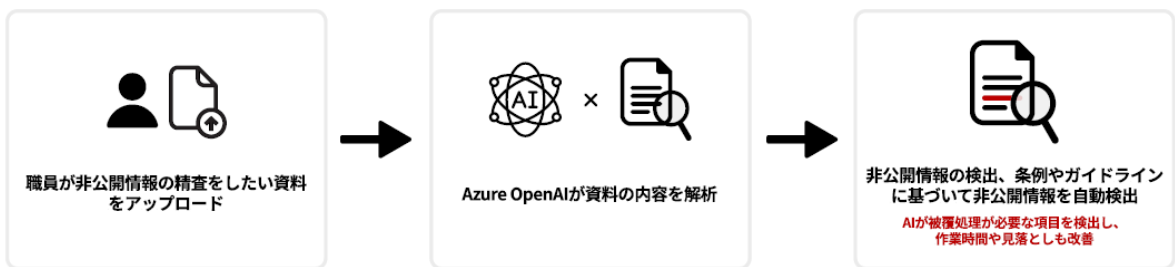 職員が非公開情報の精査をしたい資料
をアップロード
AI
×
Azure OpenAIが資料の内容を解析
非公開情報の検出、条例やガイドライン
に基づいて非公開情報を自動検出
AIが被覆処理が必要な項目を検出し、
作業時間や見落としも改善